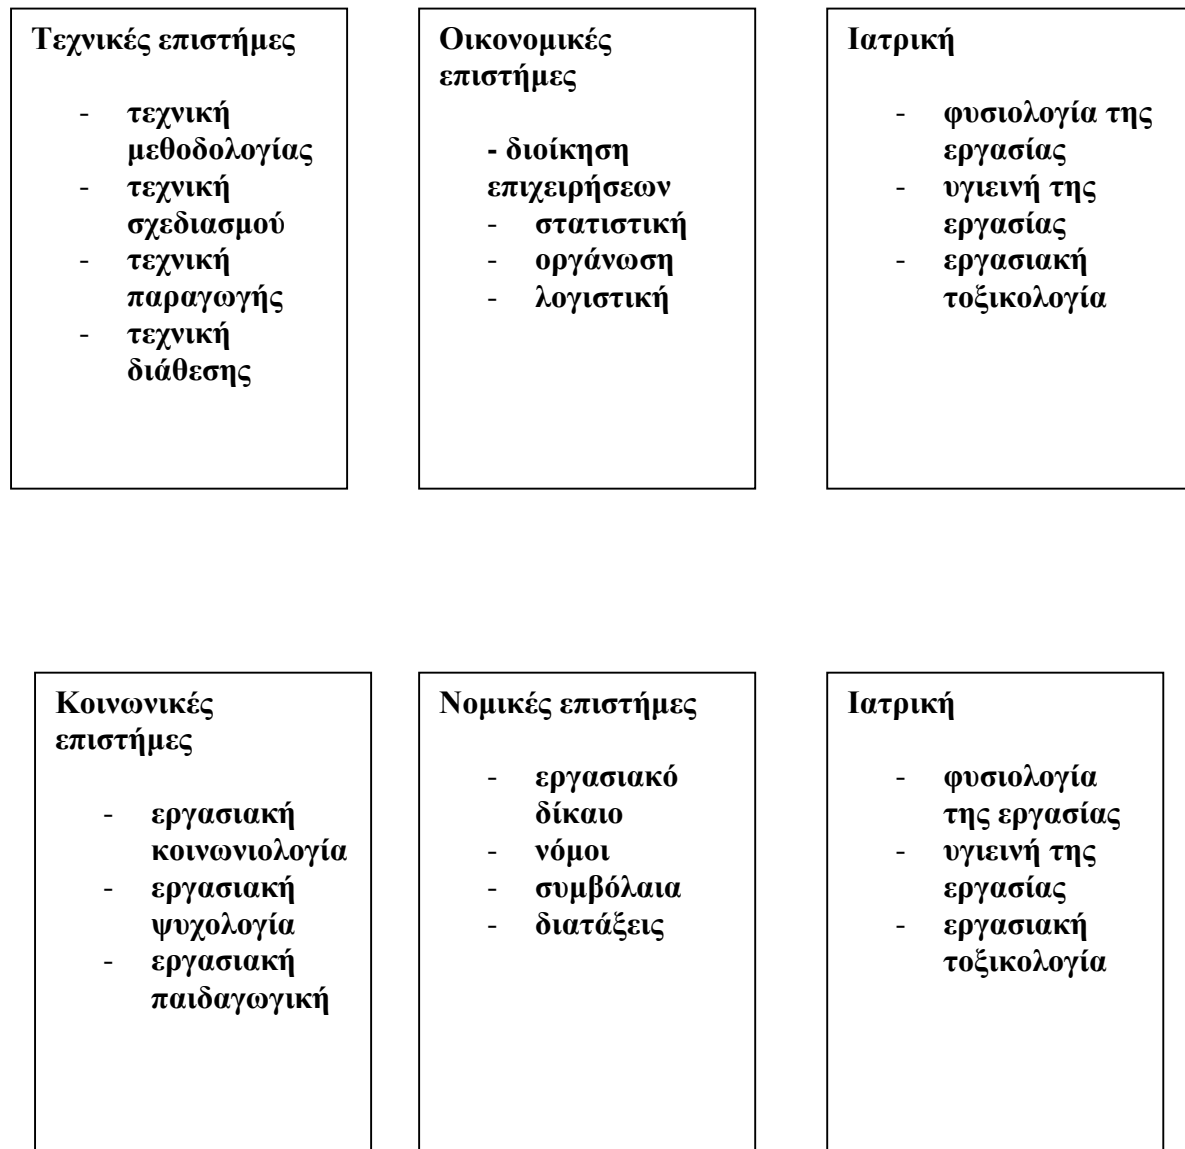 Τεχνικές επιστήμες
- τεχνική
μεθοδολογίας
- τεχνική
σχεδιασμού
- τεχνική
παραγωγής
- τεχνική
διάθεσης
Οικονομικές
επιστήμες
- διοίκηση
επιχειρήσεων
- στατιστική
- οργάνωση
- λογιστική
Ιατρική
- φυσιολογία της
εργασίας
- υγιεινή της
εργασίας
- εργασιακή
τοξικολογία
Κοινωνικές
επιστήμες
- εργασιακή
κοινωνιολογία
- εργασιακή
ψυχολογία
- εργασιακή
παιδαγωγική
Νομικές επιστήμες
- εργασιακό
δίκαιο
- νόμοι
- συμβόλαια
- διατάξεις
Ιατρική
- φυσιολογία
της εργασίας
- υγιεινή της
εργασίας
- εργασιακή
τοξικολογία